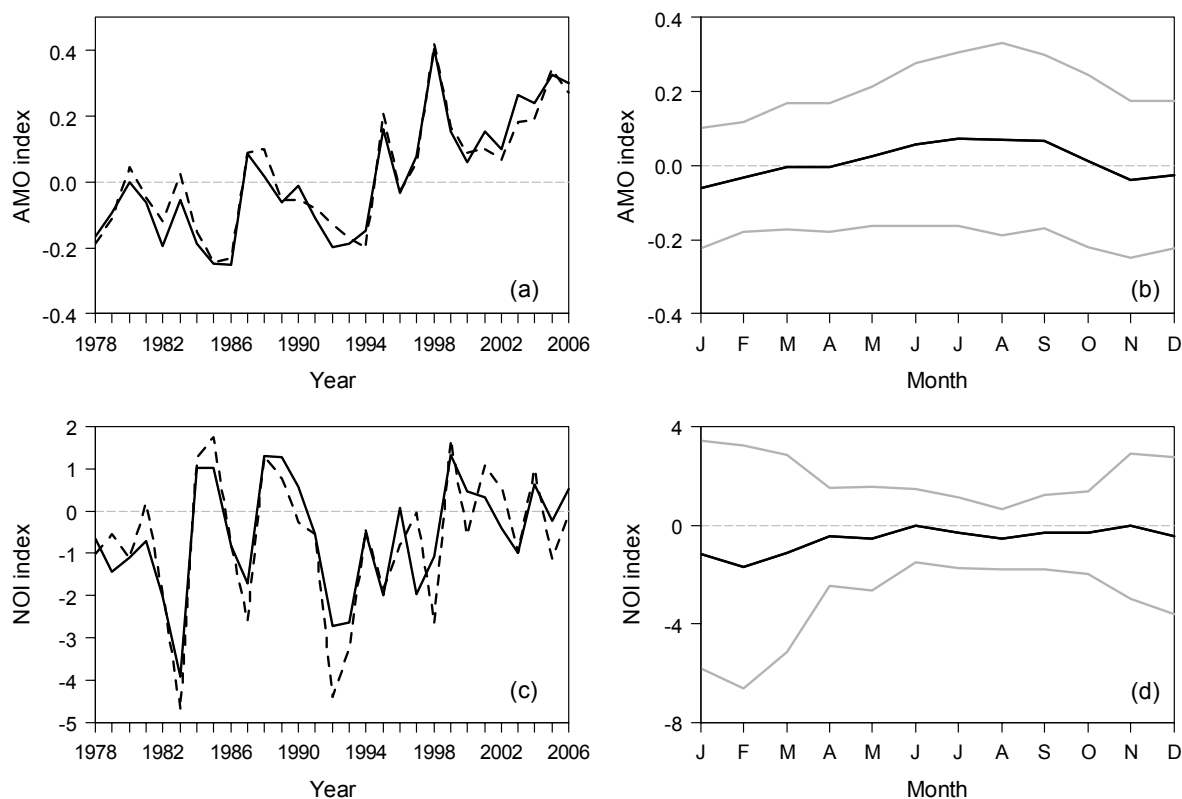 0.4
0.2
0.0
-0.2
-0.4
AMO index
(a)
1978 1982 1986 1990 1994 1998 2002 2006
Year
0.4
0.2
0.0
-0.2
-0.4
AMO index
(b)
J F M A M J J A S O N D
Month
2
1
0
-1
-2
-3
-4
-5
NOI index
(c)
1978 1982 1986 1990 1994 1998 2002 2006
Year
4
0
-4
-8
NOI index
(d)
J F M A M J J A S O N D
Month